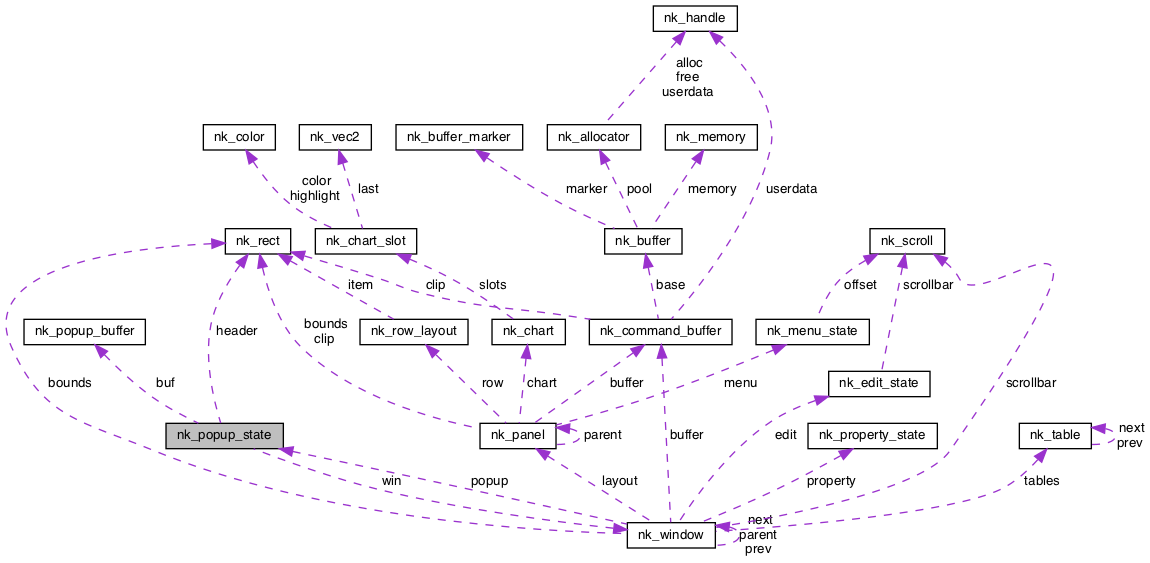 nk_handle
alloc
free
userdata
nk_color
nk_vec2
nk_buffer_marker
nk_allocator
nk_memory
color
highlight
last
marker
pool
memory
userdata
nk_rect
nk_chart_slot
nk_buffer
nk_scroll
item
clip
slots
base
offset
scrollbar
nk_popup_buffer
header
bounds
clip
nk_row_layout
nk_chart
nk_command_buffer
nk_menu_state
bounds
buf
row
chart
buffer
menu
nk_edit_state
scrollbar
nk_popup_state
nk_panel
parent
buffer
edit
nk_property_state
nk_table
next
prev
win
popup
layout
property
tables
nk_window
next
parent
prev